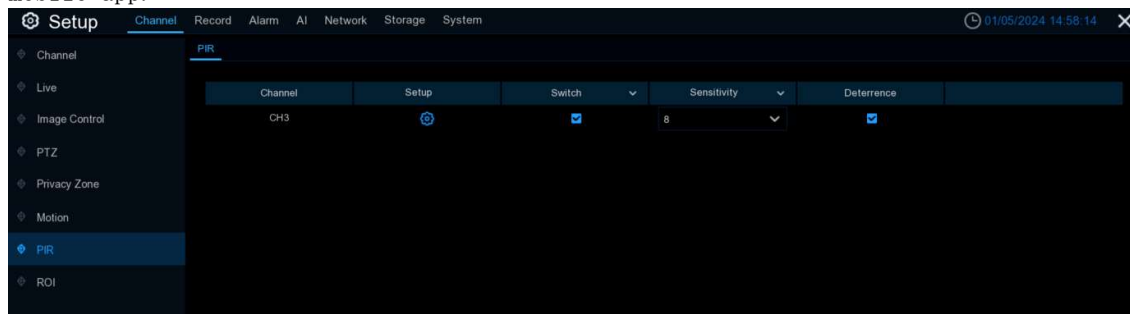 Setup Channel Record Alarm AI Network Storage System 01/05/2024 14:58:14
Channel
PIR
Live
Channel Setup Switch Sensitivity Deterrence
Image Control
CH3 8
PTZ
Privacy Zone
Motion
PIR
ROI